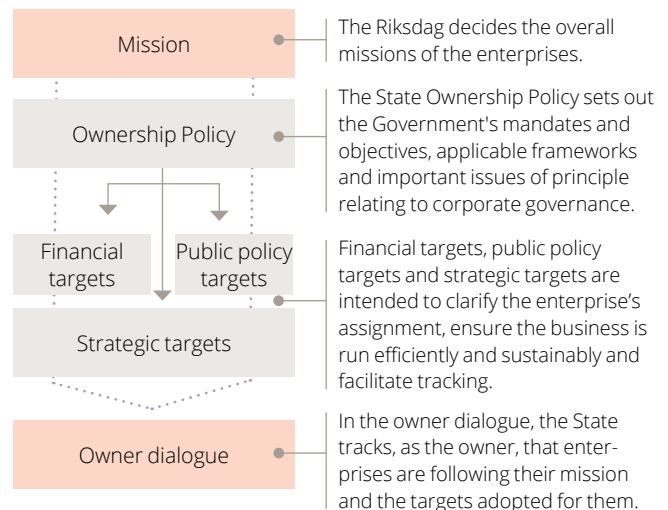 Mission
The Riksdag decides the overall
missions of the enterprises.
Ownership Policy
The State Ownership Policy sets out
the Government's mandates and
objectives, applicable frameworks
and important issues of principle
relating to corporate governance.
Financial
targets
Public policy
targets
Strategic targets
Financial targets, public policy
targets and strategic targets are
intended to clarify the enterprise’s
assignment, ensure the business is
run efficiently and sustainably and
facilitate tracking.
Owner dialogue
In the owner dialogue, the State
tracks, as the owner, that enter-
prises are following their mission
and the targets adopted for them.